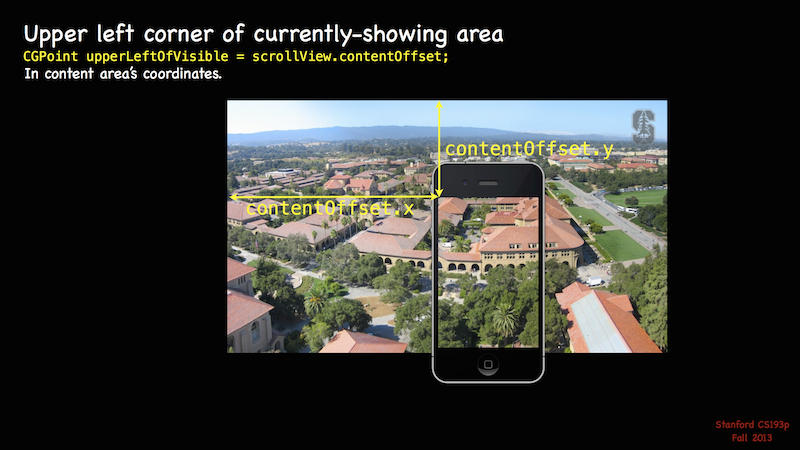 Upper left corner of currently-showing area
CGPoint upperLeftOfVisible = scrollView.contentOffset;
In content area's coordinates.
contentOffset.y
contentOffset.x
S
Stanford CS193p
Fall 2013